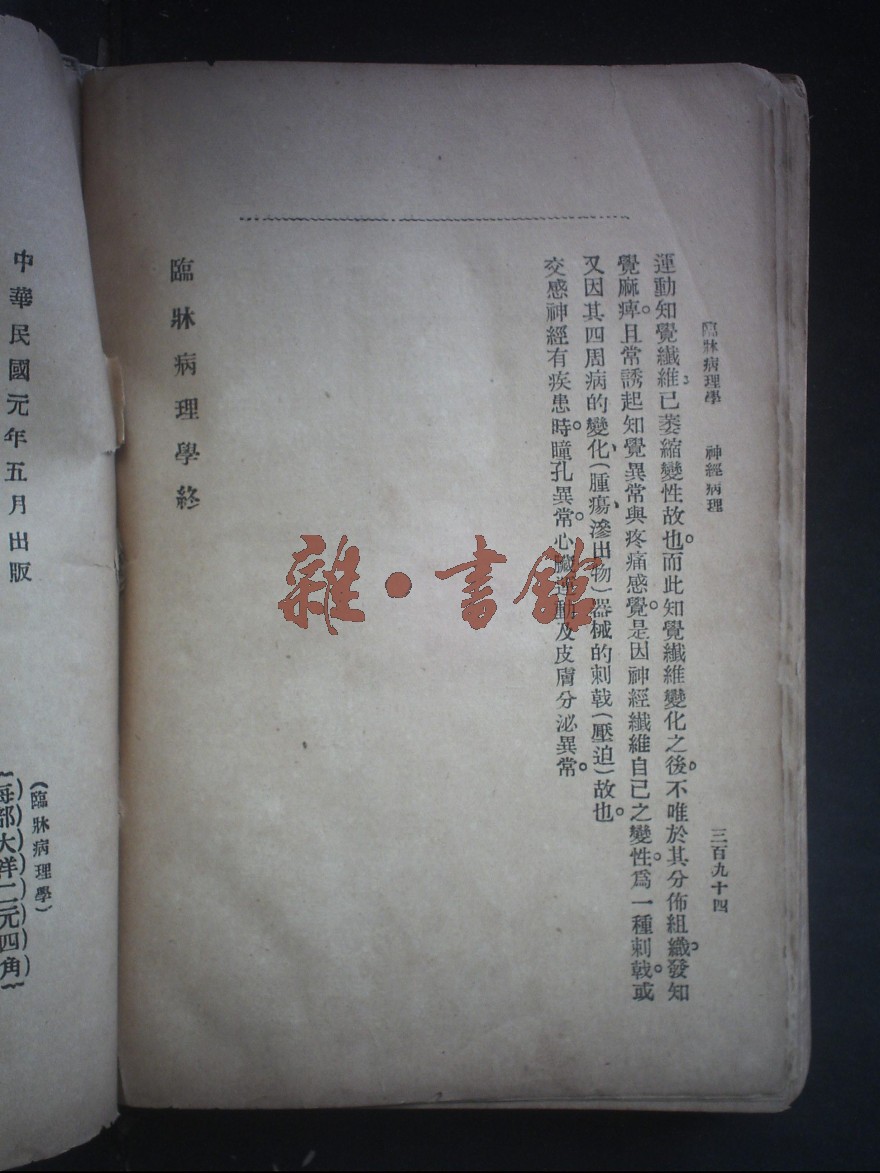 臨牀病理學　神經病理　三百九十四
運動知覺纖維已萎縮變性故也。而此知覺纖維變化之後。不唯於其分佈組織。發知
覺麻痺。且常誘起知覺異常與疼痛感覺。是因神經纖維自己之變性。爲一種刺戟。或
又因其四周病的變化(腫瘍、滲出物)器械的刺戟(壓迫)故也。
交感神經有疾患時。瞳孔異常。心臟運動及皮膚分泌異常。
臨牀病理學終
雜·書館
(臨牀病理學)
中華民國元年五月出版
(每部大洋二元四角)